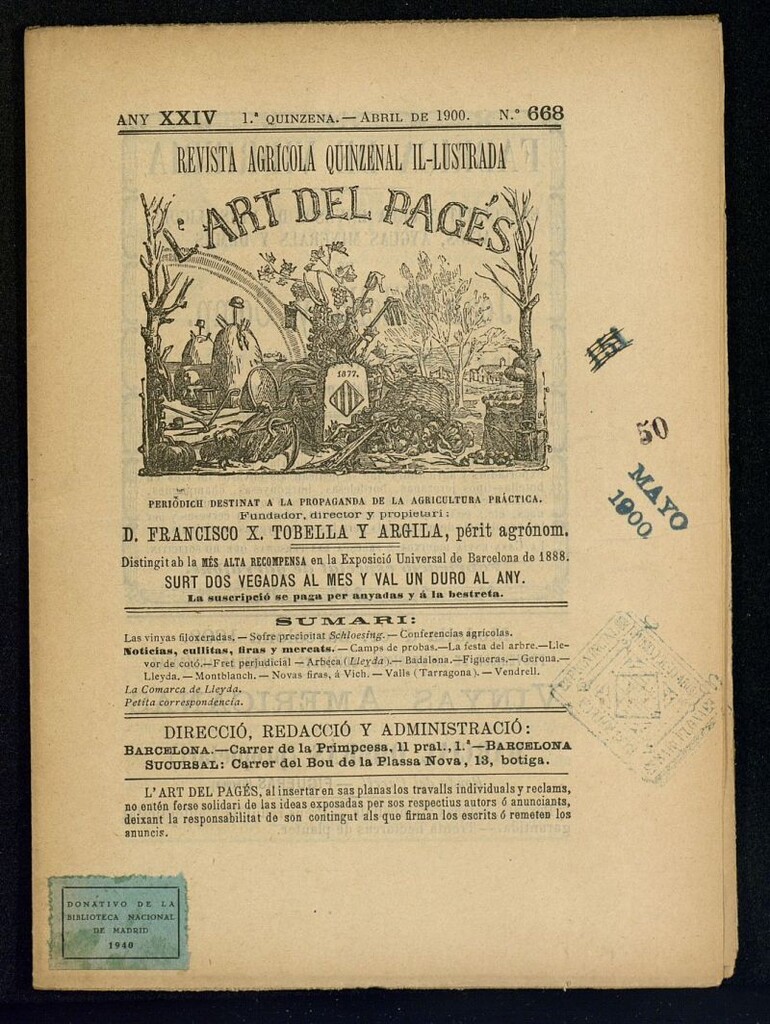 ANY XXIV 1.ª QUINZENA.—ABRIL DE 1900. N.º 668
REVISTA AGRÍCOLA QUINZENAL IL-LUSTRADA
L'ART DEL PAGÉS
1877.
PERIÓDICH DESTINAT A LA PROPAGANDA DE LA AGRICULTURA PRÁCTICA.
Fundador, director y propietari:
D. FRANCISCO X. TOBELLA Y ARGILA, périt agrónom.
Distingit ab la MÉS ALTA RECOMPENSA en la Exposició Universal de Barcelona de 1888.
SURT DOS VEGADAS AL MES Y VAL UN DURO AL ANY.
La suscripció se paga per anyadas y á la bestreta.
SUMARI:
Las vinyas filoxeradas.—Sofre precipitat Schloesing.—Conferencias agrícolas.
Noticias, cullitas, firas y mercats.—Camps de probas.—La festa del arbre.—Lle-
vor de cotó.—Fret perjudicial—Arbeca (Lleyda).—Badalona.—Figueras.—Gerona.—
Lleyda.—Montblanch.—Novas firas, á Vich.—Valls (Tarragona).—Vendrell.
La Comarca de Lleyda.
Petita correspondencia.
DIRECCIÓ, REDACCIÓ Y ADMINISTRACIÓ:
BARCELONA.—Carrer de la Primpcesa, 11 pral., 1.ª—BARCELONA
SUCURSAL: Carrer del Bou de la Plassa Nova, 13, botiga.
L'ART DEL PAGÉS, al insertar en sas planas los travalls individuals y reclams,
no entén ferse solidari de las ideas exposadas per sos respectius autors ó anunciants,
deixant la responsabilitat de son contingut als que firman los escrits ó remeten los
anuncis.
50
MAYO
1900
DONATIVO DE LA
BIBLIOTECA NACIONAL
DE MADRID
1940